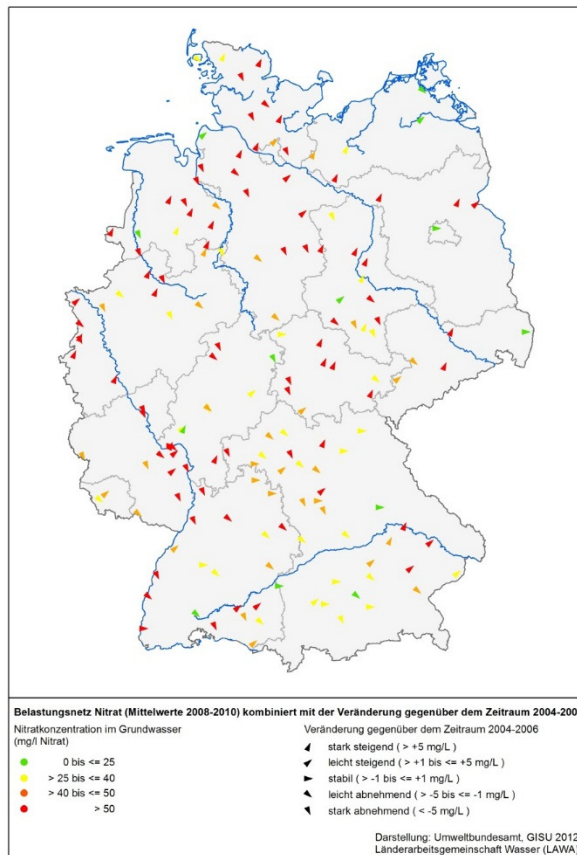 Belastungsnetz Nitrat (Mittelwerte 2008-2010) kombiniert mit der Veränderung gegenüber dem Zeitraum 2004-200
Nitratkonzentration im Grundwasser
(mg/l Nitrat)
0 bis <= 25
> 25 bis <= 40
> 40 bis <= 50
> 50
Veränderung gegenüber dem Zeitraum 2004-2006
stark steigend ( > +5 mg/L )
leicht steigend ( > +1 bis <= +5 mg/L )
stabil ( > -1 bis <= +1 mg/L )
leicht abnehmend ( > -5 bis <= -1 mg/L )
stark abnehmend ( < -5 mg/L )
Darstellung: Umweltbundesamt, GISU 2012
Länderarbeitsgemeinschaft Wasser (LAWA)